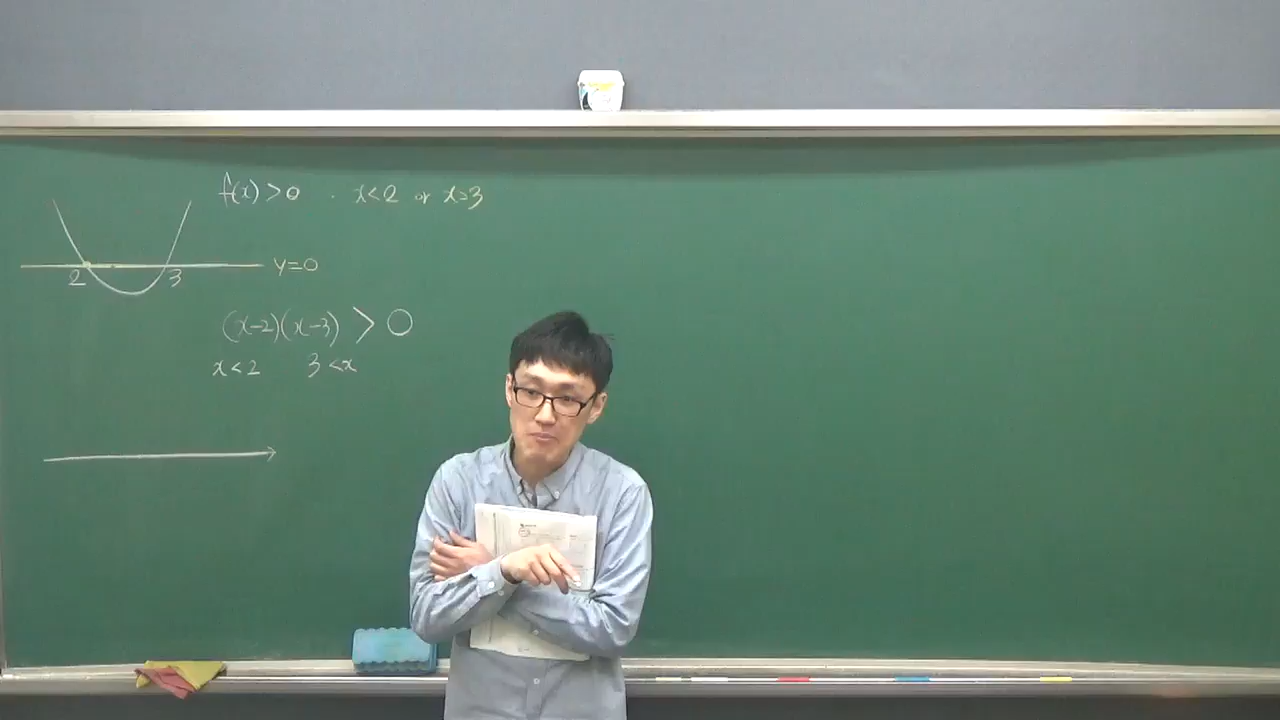 f(x)>0 · x<2 or x>3
y=0
2 3
(x-2)(x-3) > 0
x<2 3<x